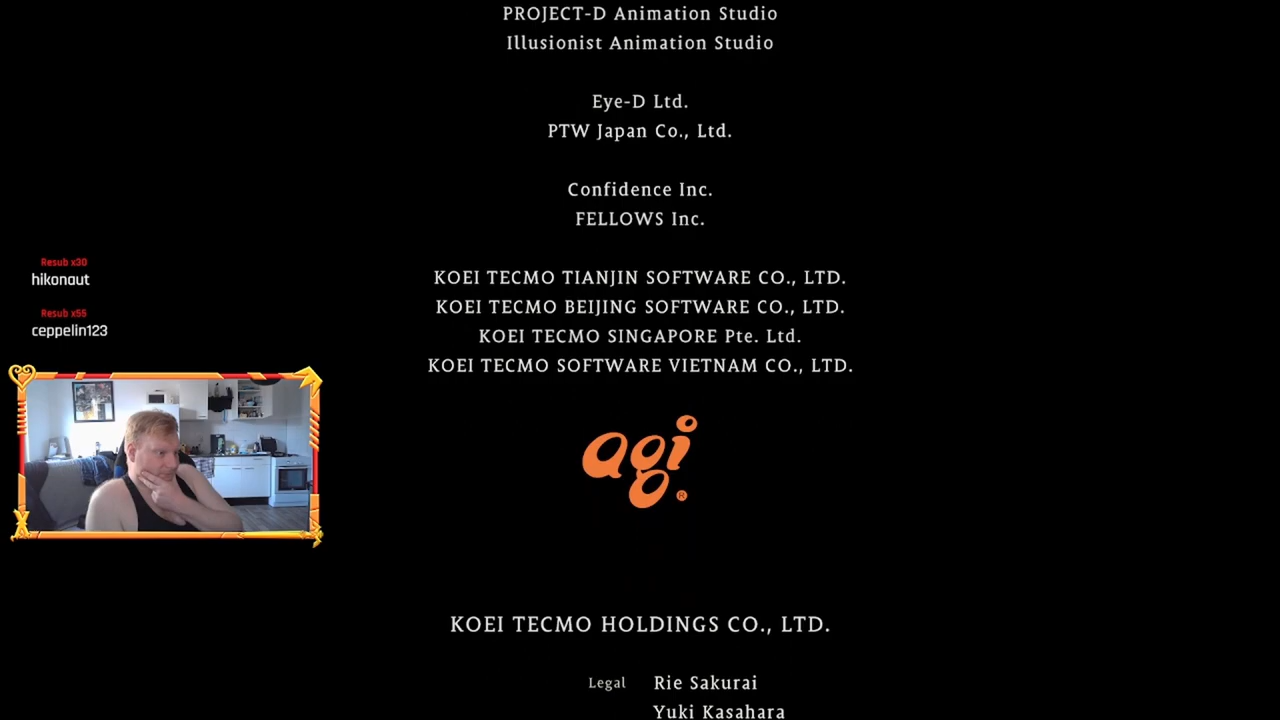 PROJECT-D Animation Studio
Illusionist Animation Studio
Eye-D Ltd.
PTW Japan Co., Ltd.
Confidence Inc.
FELLOWS Inc.
KOEI TECMO TIANJIN SOFTWARE CO., LTD.
KOEI TECMO BEIJING SOFTWARE CO., LTD.
KOEI TECMO SINGAPORE Pte. Ltd.
KOEI TECMO SOFTWARE VIETNAM CO., LTD.
Resub x30
hikonaut
Resub x55
ceppelin123
agi®
KOEI TECMO HOLDINGS CO., LTD.
Legal Rie Sakurai
Yuki Kasahara